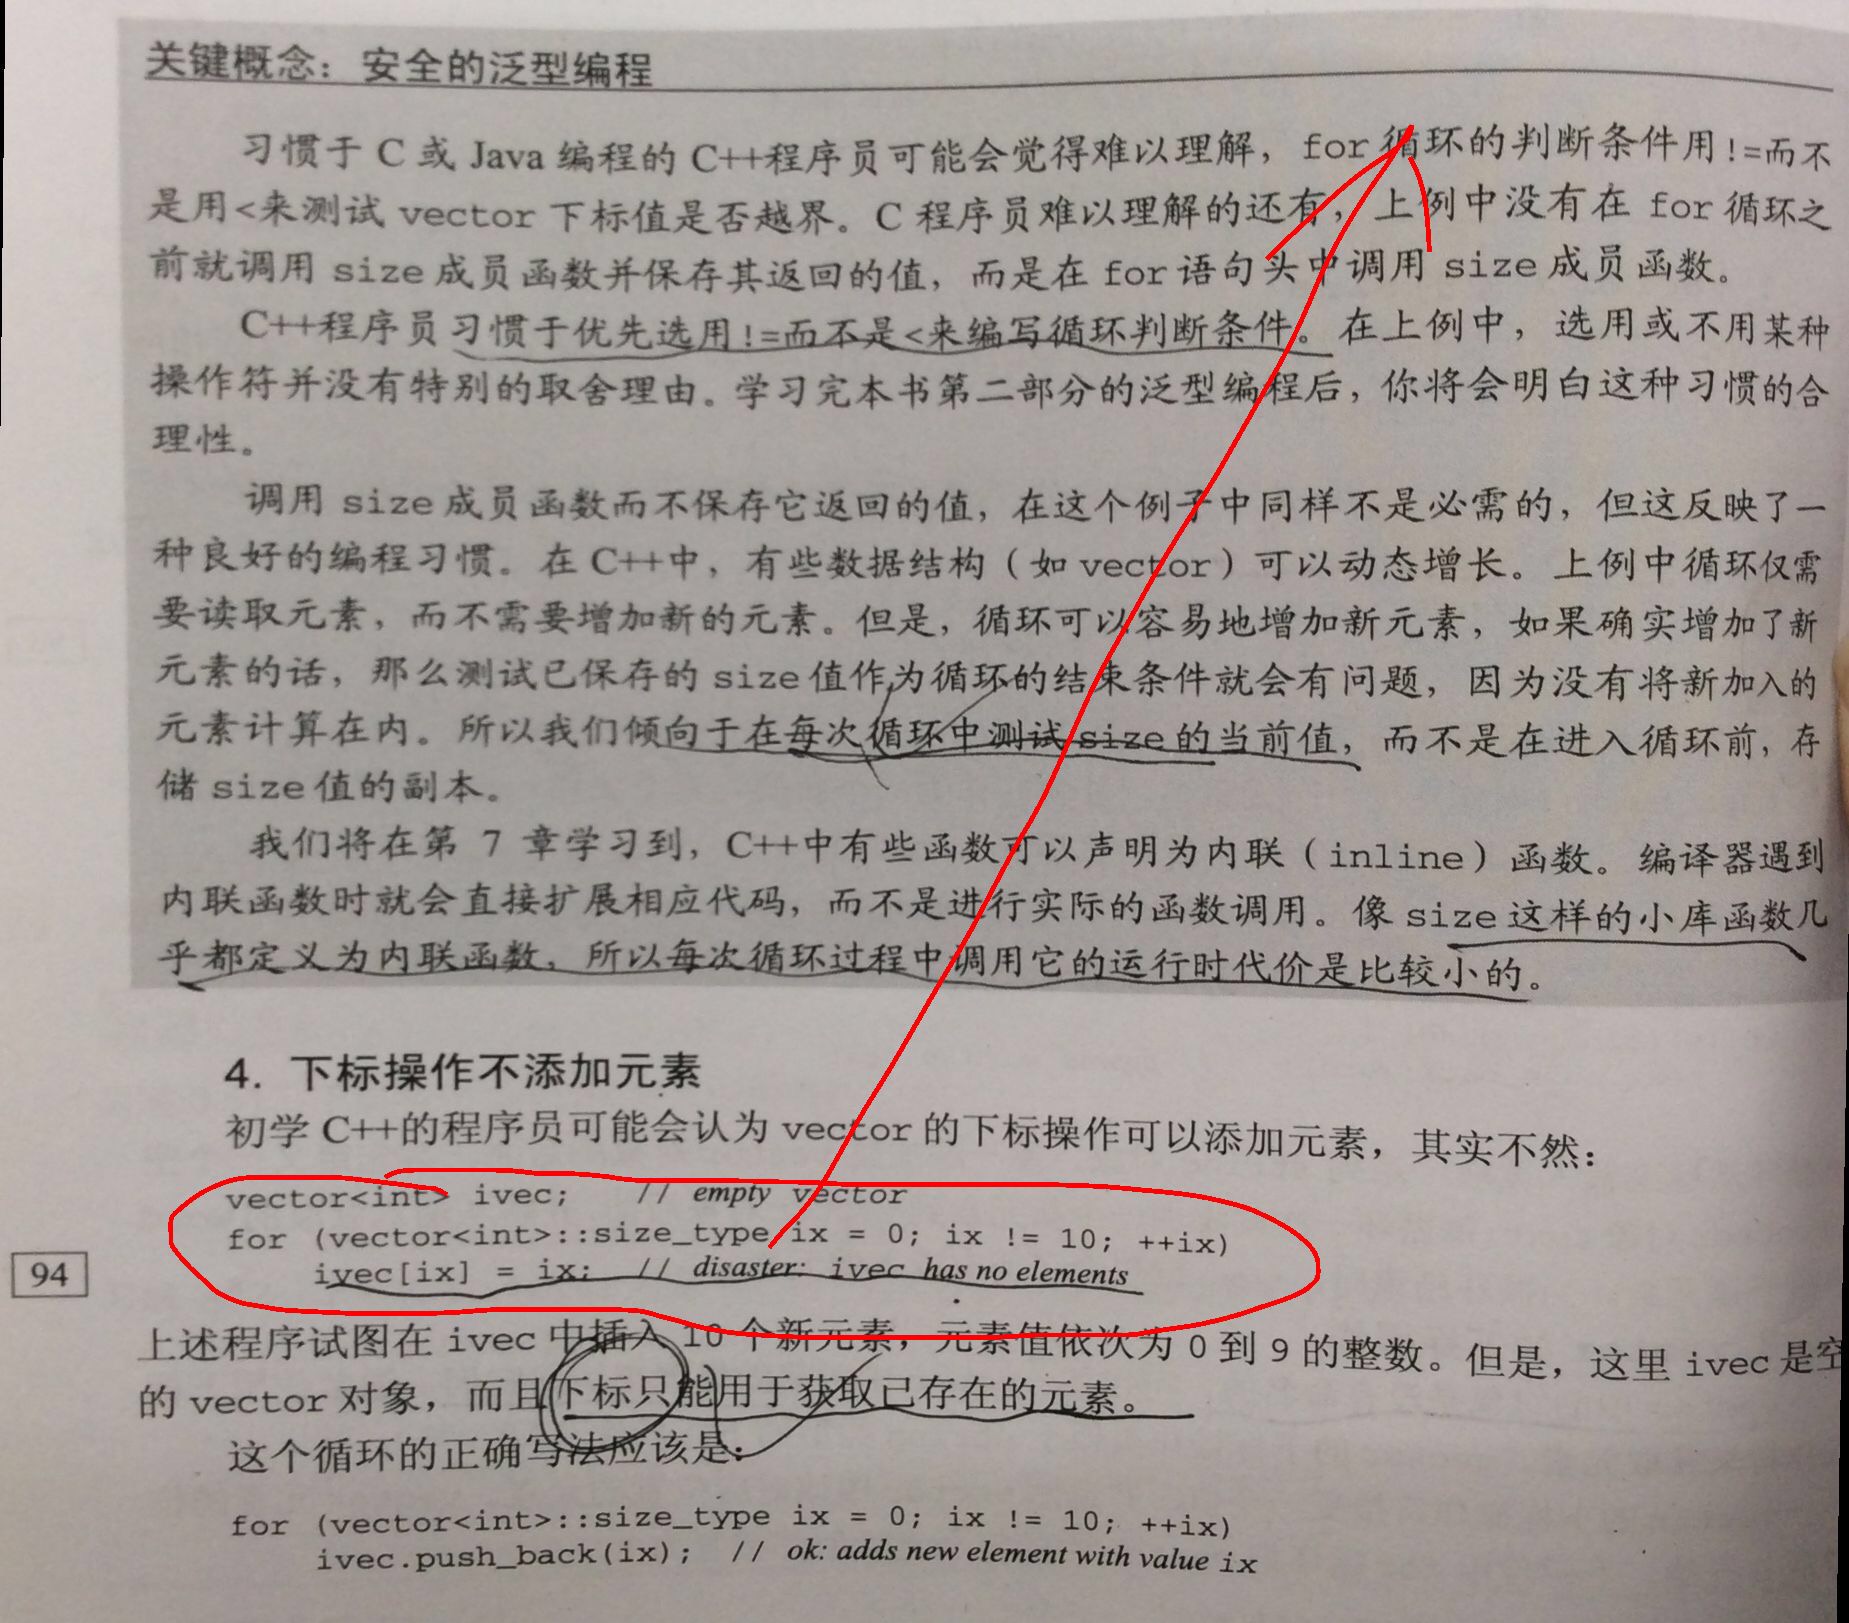 关键概念：安全的泛型编程
习惯于 C 或 Java 编程的 C++程序员可能会觉得难以理解，for 循环的判断条件用!=而不
是用<来测试 vector 下标值是否越界。C 程序员难以理解的还有，上例中没有在 for 循环之
前就调用 size 成员函数并保存其返回的值，而是在 for 语句头中调用 size 成员函数。
C++程序员习惯于优先选用!=而不是<来编写循环判断条件。在上例中，选用或不用某种
操作符并没有特别的取舍理由。学习完本书第二部分的泛型编程后，你将会明白这种习惯的合
理性。
调用 size 成员函数而不保存它返回的值，在这个例子中同样不是必需的，但这反映了一
种良好的编程习惯。在 C++中，有些数据结构（如 vector）可以动态增长。上例中循环仅需
要读取元素，而不需要增加新的元素。但是，循环可以容易地增加新元素，如果确实增加了新
元素的话，那么测试已保存的 size 值作为循环的结束条件就会有问题，因为没有将新加入的
元素计算在内。所以我们倾向于在每次循环中测试 size 的当前值，而不是在进入循环前，存
储 size 值的副本。
我们将在第 7 章学习到，C++中有些函数可以声明为内联（inline）函数。编译器遇到
内联函数时就会直接扩展相应代码，而不是进行实际的函数调用。像 size 这样的小库函数几
乎都定义为内联函数，所以每次循环过程中调用它的运行时代价是比较小的。
4. 下标操作不添加元素
初学 C++的程序员可能会认为 vector 的下标操作可以添加元素，其实不然：
vector<int> ivec; // empty vector
for (vector<int>::size_type ix = 0; ix != 10; ++ix)
ivec[ix] = ix; // disaster: ivec has no elements
94
上述程序试图在 ivec 中插入 10 个新元素，元素值依次为 0 到 9 的整数。但是，这里 ivec 是空
的 vector 对象，而且下标只能用于获取已存在的元素。
这个循环的正确写法应该是：
for (vector<int>::size_type ix = 0; ix != 10; ++ix)
ivec.push_back(ix); // ok: adds new element with value ix